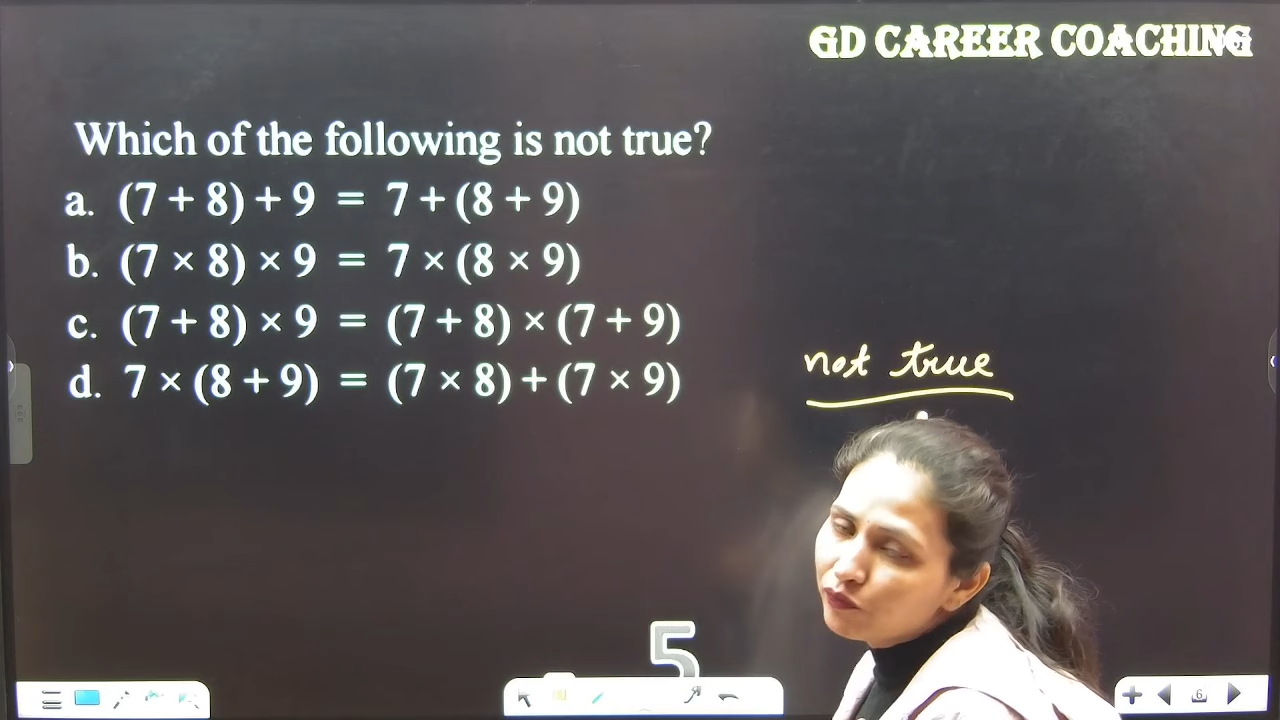 GD CAREER COACHING
Which of the following is not true?
a. (7 + 8) + 9 = 7 + (8 + 9)
b. (7 × 8) × 9 = 7 × (8 × 9)
c. (7 + 8) × 9 = (7 + 8) × (7 + 9)
d. 7 × (8 + 9) = (7 × 8) + (7 × 9)
not true
5
6